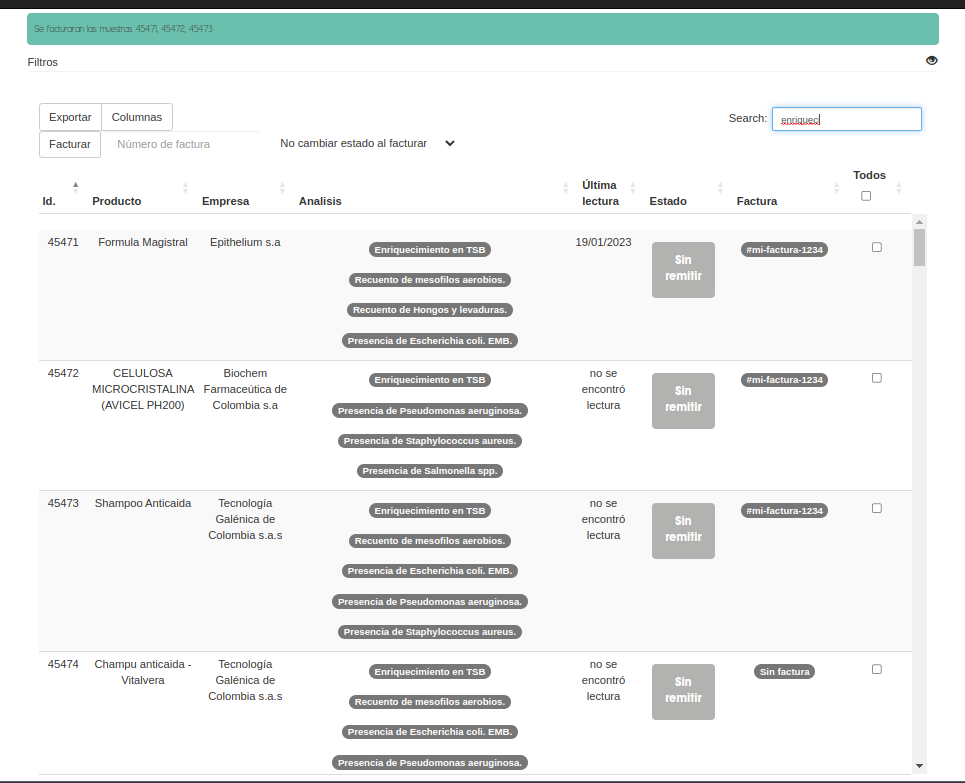 Se facturaran las muestras 45471, 45472, 45473
Filtros
Exportar Columnas
Search: enriquec
Facturar Número de factura No cambiar estado al facturar
Id. Producto Empresa Analisis Última lectura Estado Factura Todos
45471 Formula Magistral Epithelium s.a Enriquecimiento en TSB 19/01/2023 Sin remitir #mi-factura-1234
Recuento de mesofilos aerobios.
Recuento de Hongos y levaduras.
Presencia de Escherichia coli. EMB.
45472 CELULOSA Biochem Enriquecimiento en TSB no se Sin #mi-factura-1234
MICROCRISTALINA Farmaceútica de encontró remitir
(AVICEL PH200) Colombia s.a Presencia de Pseudomonas aeruginosa. lectura
Presencia de Staphylococcus aureus.
Presencia de Salmonella spp.
45473 Shampoo Anticaida Tecnología Enriquecimiento en TSB no se Sin #mi-factura-1234
Galénica de encontró remitir
Colombia s.a.s Recuento de mesofilos aerobios. lectura
Presencia de Escherichia coli. EMB.
Presencia de Pseudomonas aeruginosa.
Presencia de Staphylococcus aureus.
45474 Champu anticaida - Tecnología Enriquecimiento en TSB no se Sin Sin factura
Vitalvera Galénica de encontró remitir
Colombia s.a.s Recuento de mesofilos aerobios. lectura
Presencia de Escherichia coli. EMB.
Presencia de Pseudomonas aeruginosa.